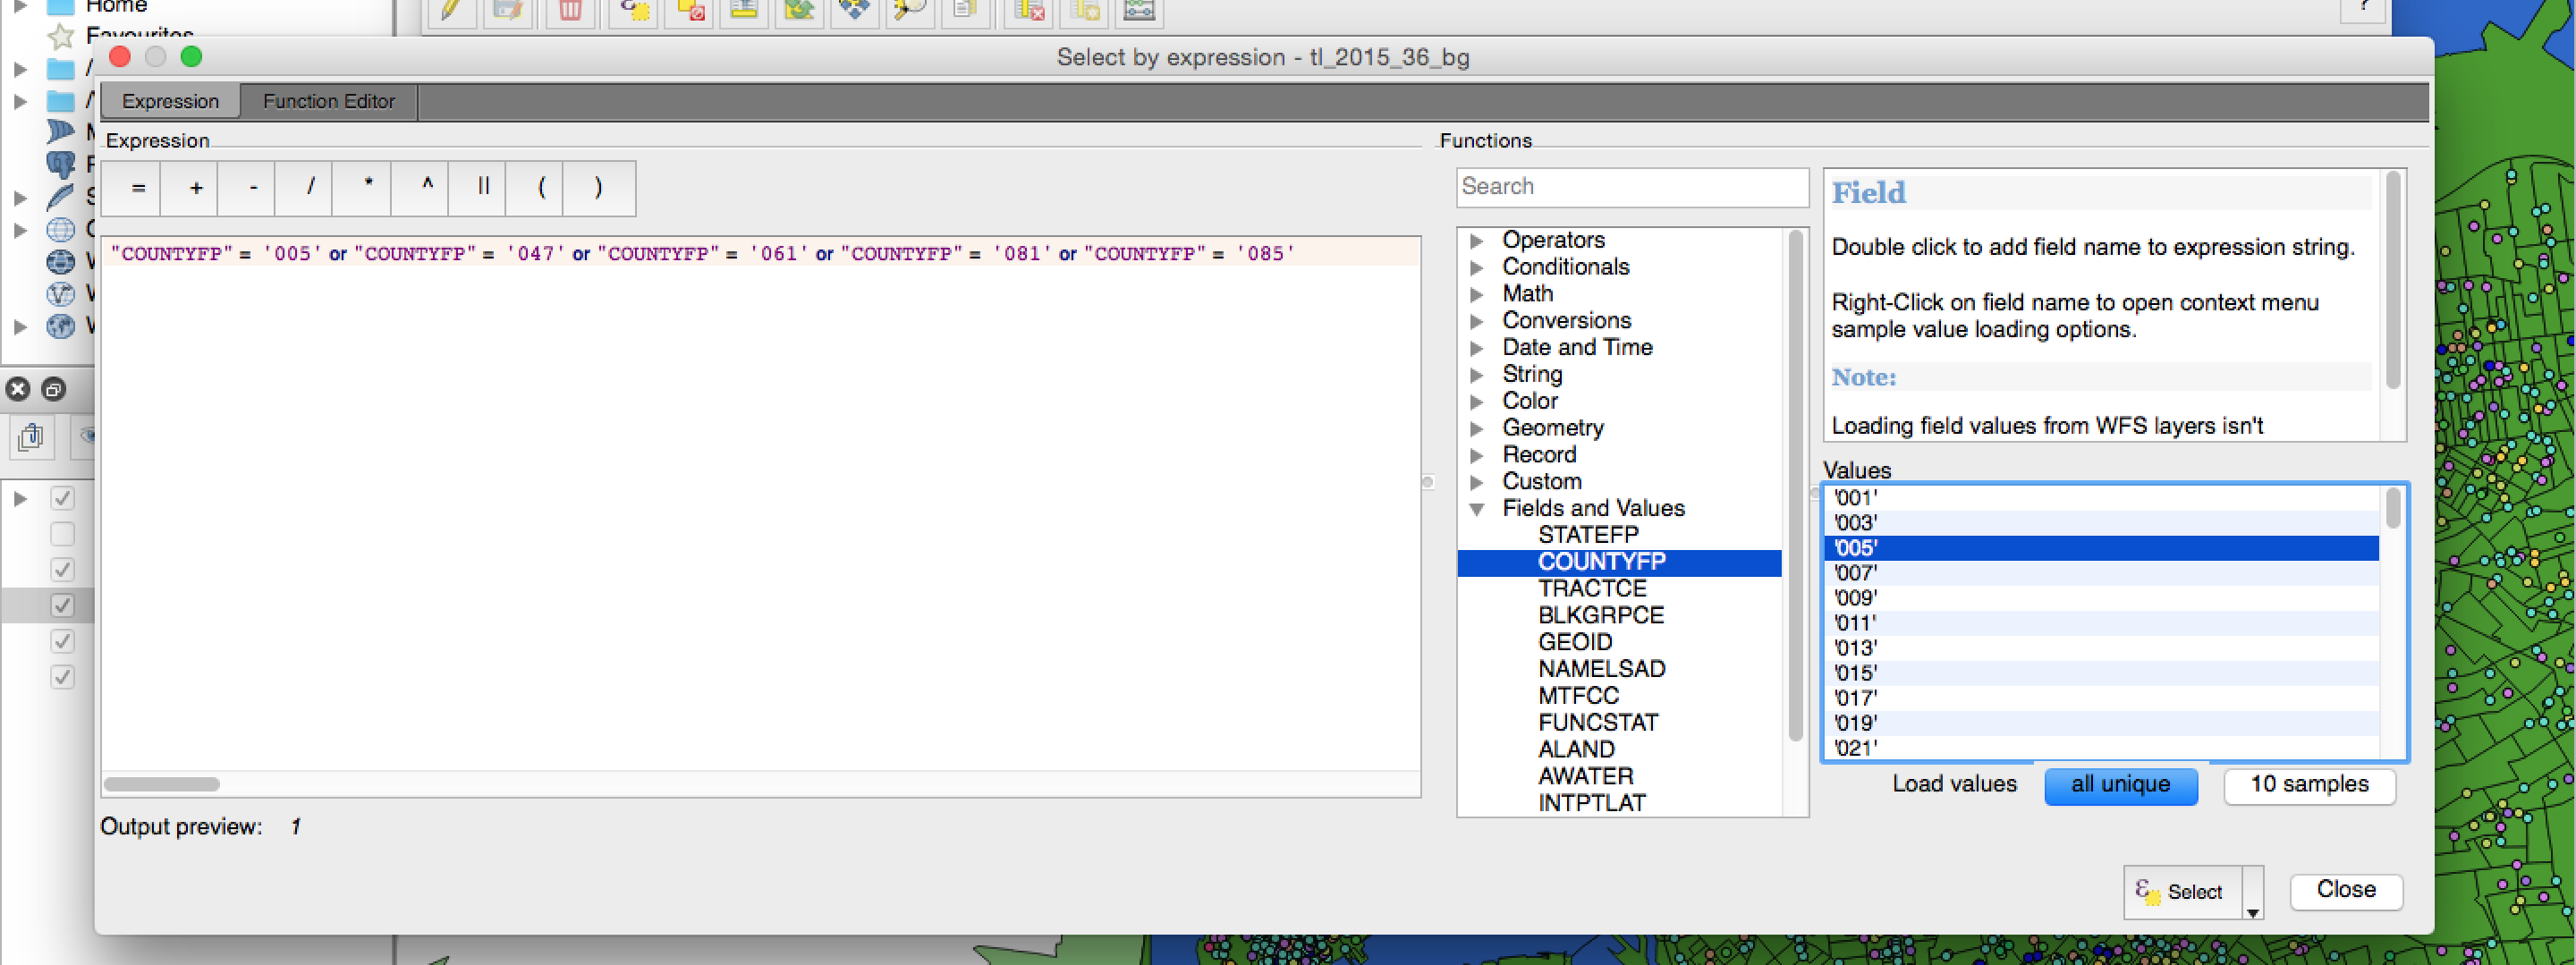 Home
Favourites
?
Select by expression - tl_2015_36_bg
Expression Function Editor
Expression
= + - / * ^ || ( )
"COUNTYFP" = '005' or "COUNTYFP" = '047' or "COUNTYFP" = '061' or "COUNTYFP" = '081' or "COUNTYFP" = '085'
Output preview: 1
Functions
Search
Operators
Conditionals
Math
Conversions
Date and Time
String
Color
Geometry
Record
Custom
Fields and Values
STATEFP
COUNTYFP
TRACTCE
BLKGRPCE
GEOID
NAMELSAD
MTFCC
FUNCSTAT
ALAND
AWATER
INTPTLAT
Field
Double click to add field name to expression string.
Right-Click on field name to open context menu
sample value loading options.
Note:
Loading field values from WFS layers isn't
Values
'001'
'003'
'005'
'007'
'009'
'011'
'013'
'015'
'017'
'019'
'021'
Load values all unique 10 samples
Select Close